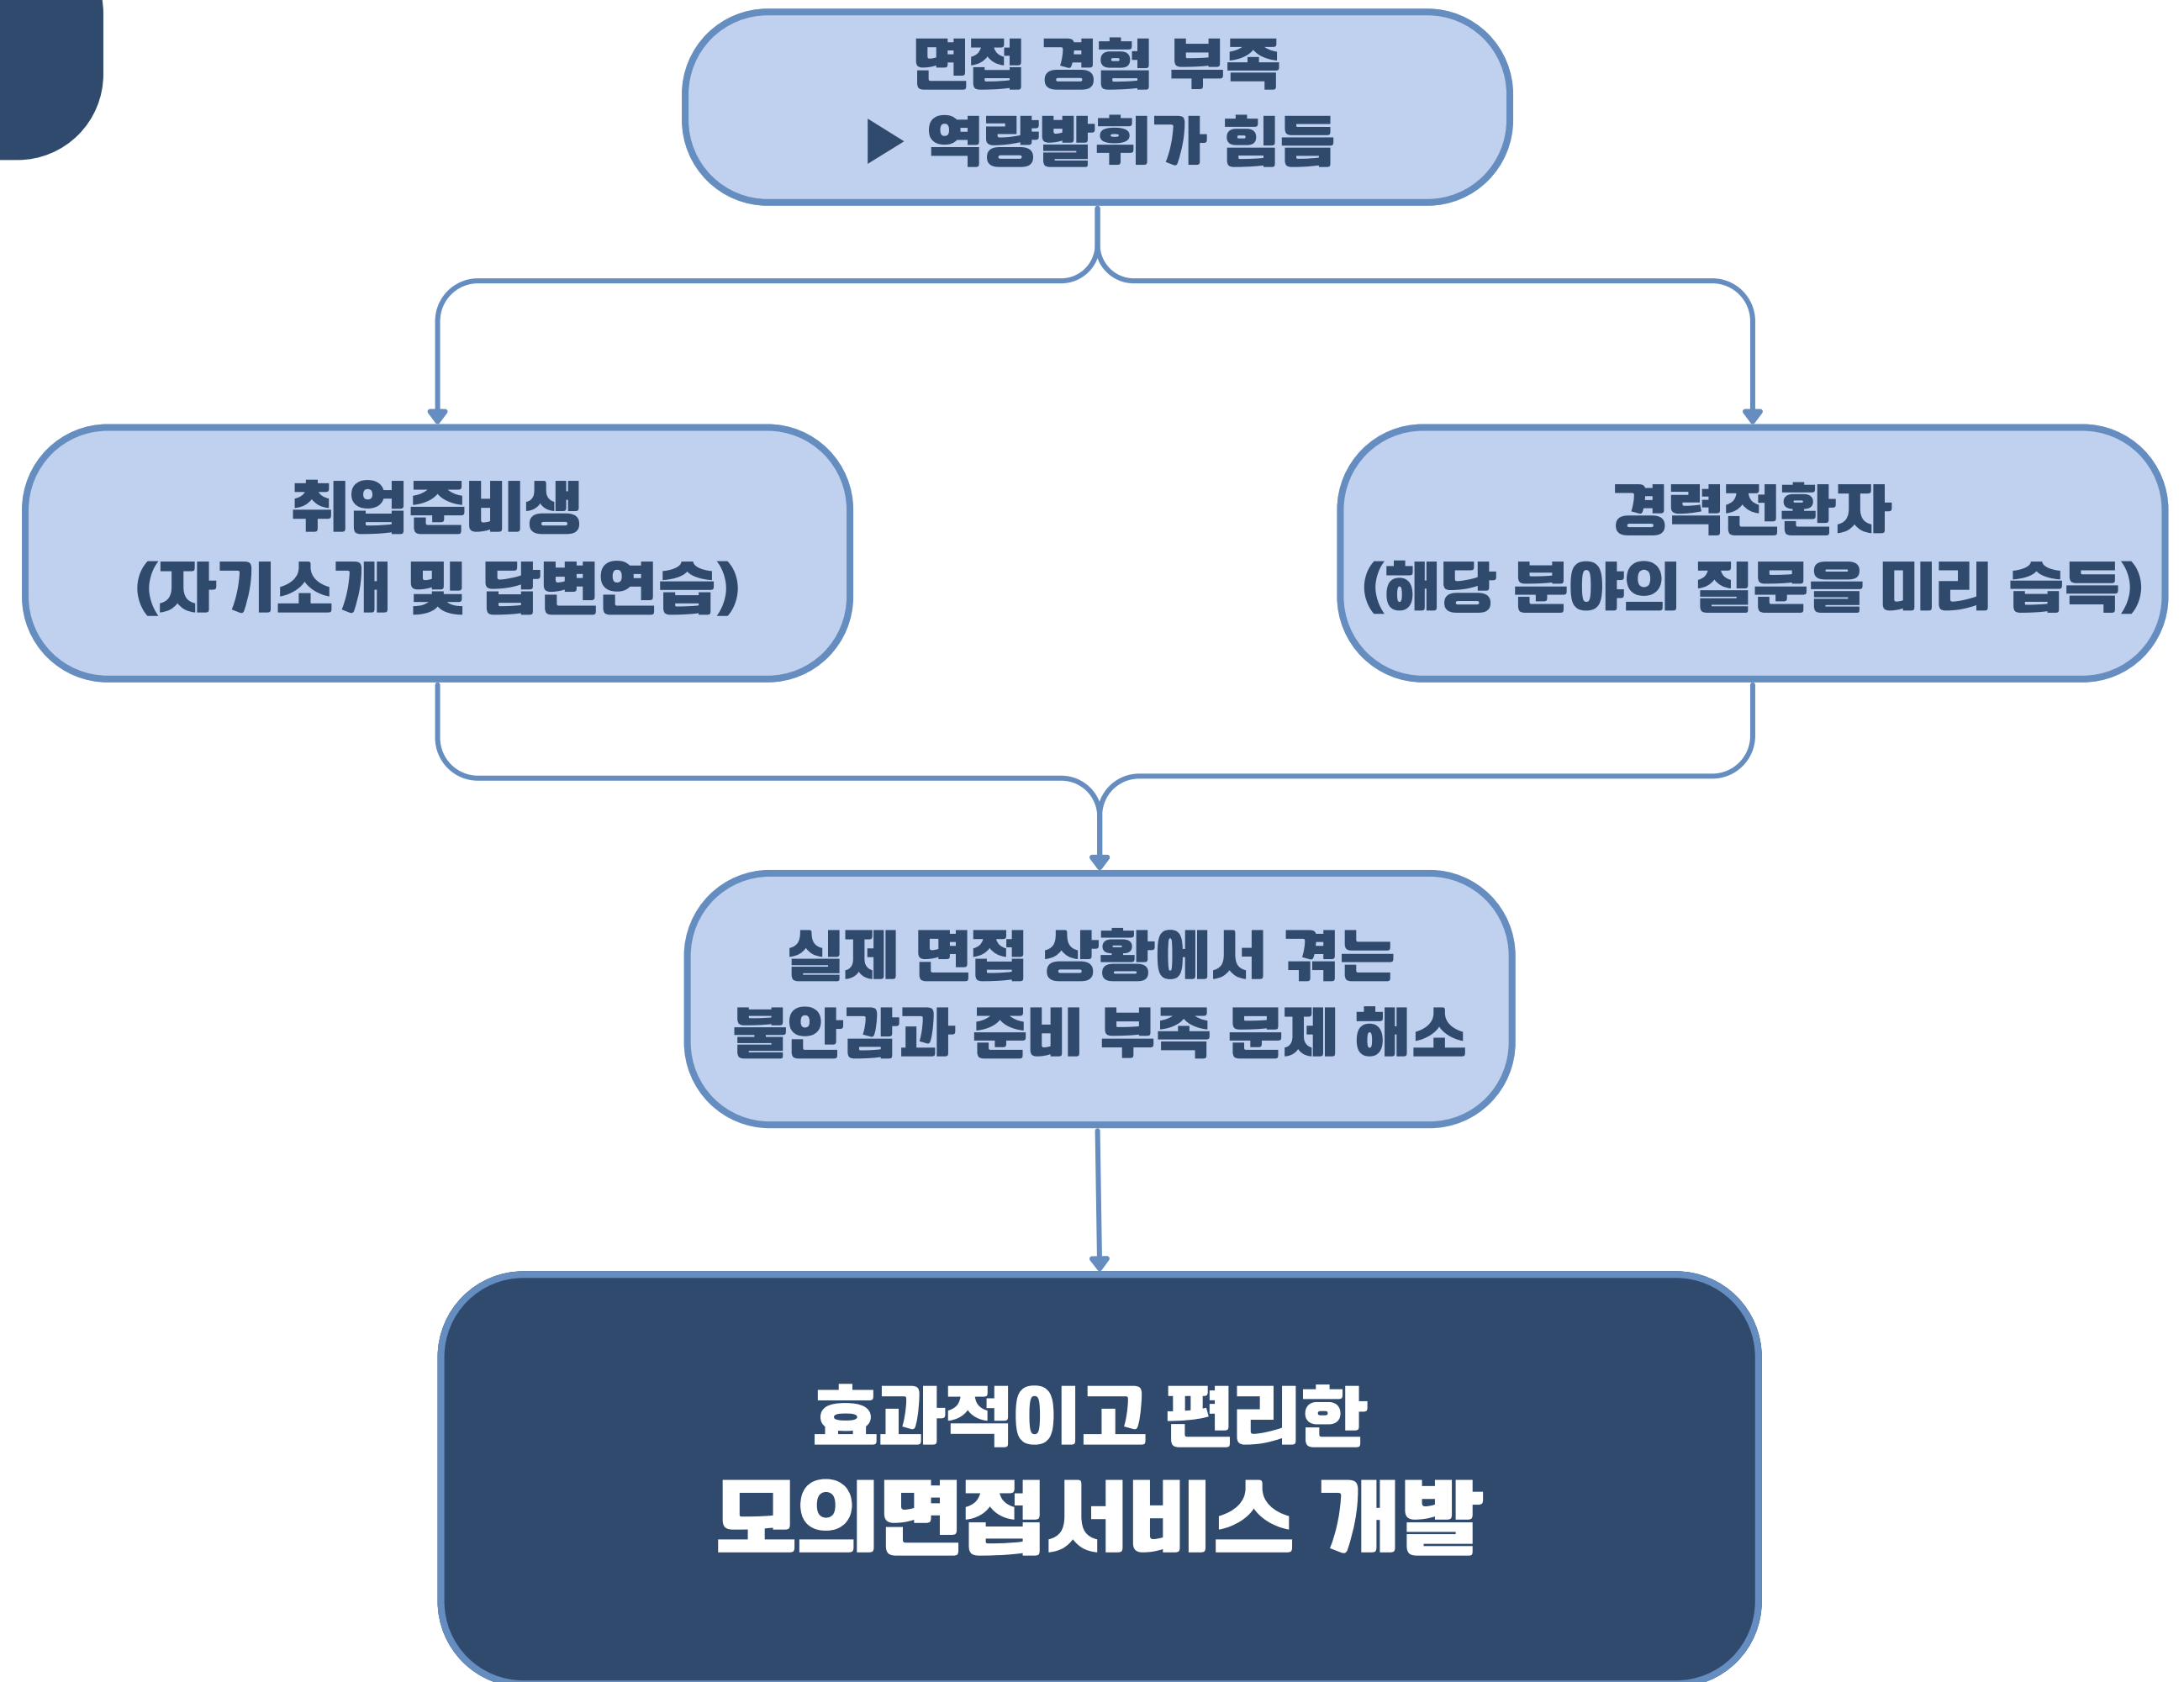 면접 경험 부족
▶ 역량평가가 힘듬
취업준비생
(자기소개및 답변연습)
경력전환자
(해당 분야의 질문을 미리 습득)
실제 면접 상황에서 겪는
불안감과 준비 부족 문제 해소
효과적이고 편리한
모의면접 서비스 개발